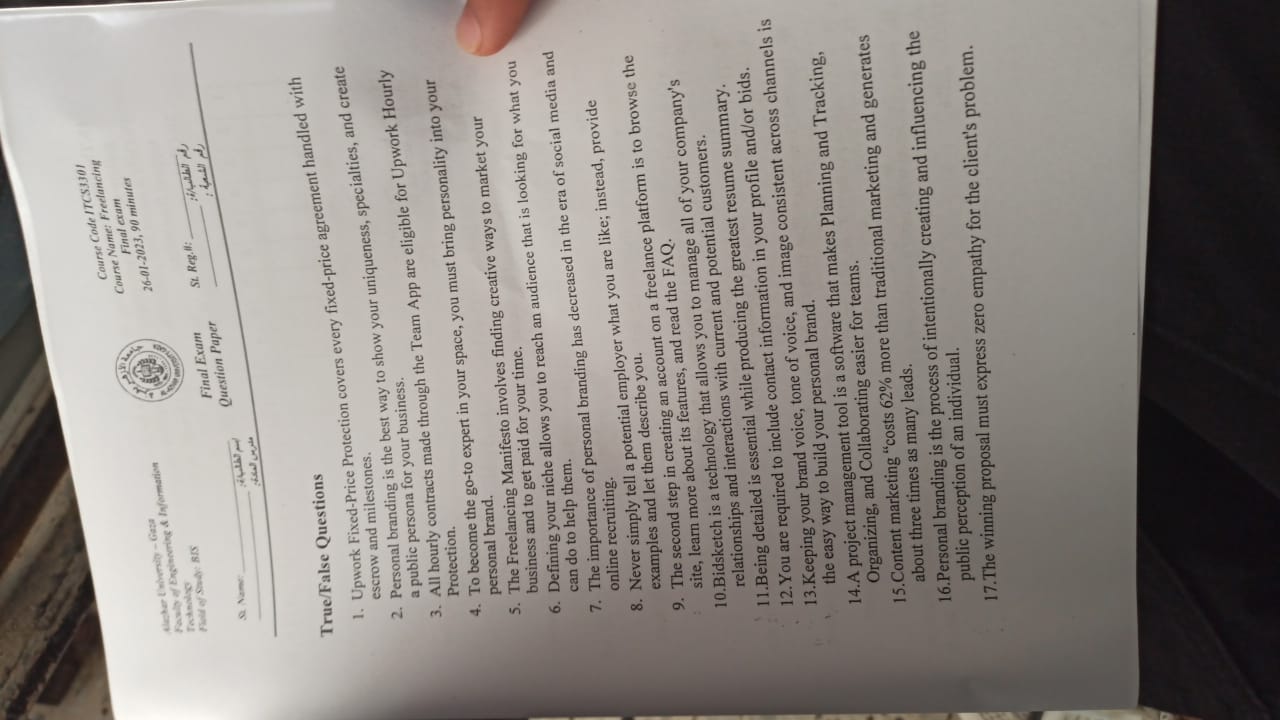 Alazhar University – Gaza
Faculty of Engineering & Information
Technology
Field of Study: BIS
Final Exam
Question Paper
Course Code ITCS3301
Course Name: Freelancing
Final exam
26-01-2023, 90 minutes
St. Name: اسم الطالب/ة:
St. Reg.#: رقم الطالب/ة:
مدرس المساق:
رقم الشعبة:
True/False Questions
1. Upwork Fixed-Price Protection covers every fixed-price agreement handled with
escrow and milestones.
2. Personal branding is the best way to show your uniqueness, specialties, and create
a public persona for your business.
3. All hourly contracts made through the Team App are eligible for Upwork Hourly
Protection.
4. To become the go-to expert in your space, you must bring personality into your
personal brand.
5. The Freelancing Manifesto involves finding creative ways to market your
business and to get paid for your time.
6. Defining your niche allows you to reach an audience that is looking for what you
can do to help them.
7. The importance of personal branding has decreased in the era of social media and
online recruiting.
8. Never simply tell a potential employer what you are like; instead, provide
examples and let them describe you.
9. The second step in creating an account on a freelance platform is to browse the
site, learn more about its features, and read the FAQ.
10.Bidsketch is a technology that allows you to manage all of your company's
relationships and interactions with current and potential customers.
11.Being detailed is essential while producing the greatest resume summary.
12.You are required to include contact information in your profile and/or bids.
13.Keeping your brand voice, tone of voice, and image consistent across channels is
the easy way to build your personal brand.
14.A project management tool is a software that makes Planning and Tracking,
Organizing, and Collaborating easier for teams.
15.Content marketing “costs 62% more than traditional marketing and generates
about three times as many leads.
16.Personal branding is the process of intentionally creating and influencing the
public perception of an individual.
17.The winning proposal must express zero empathy for the client's problem.